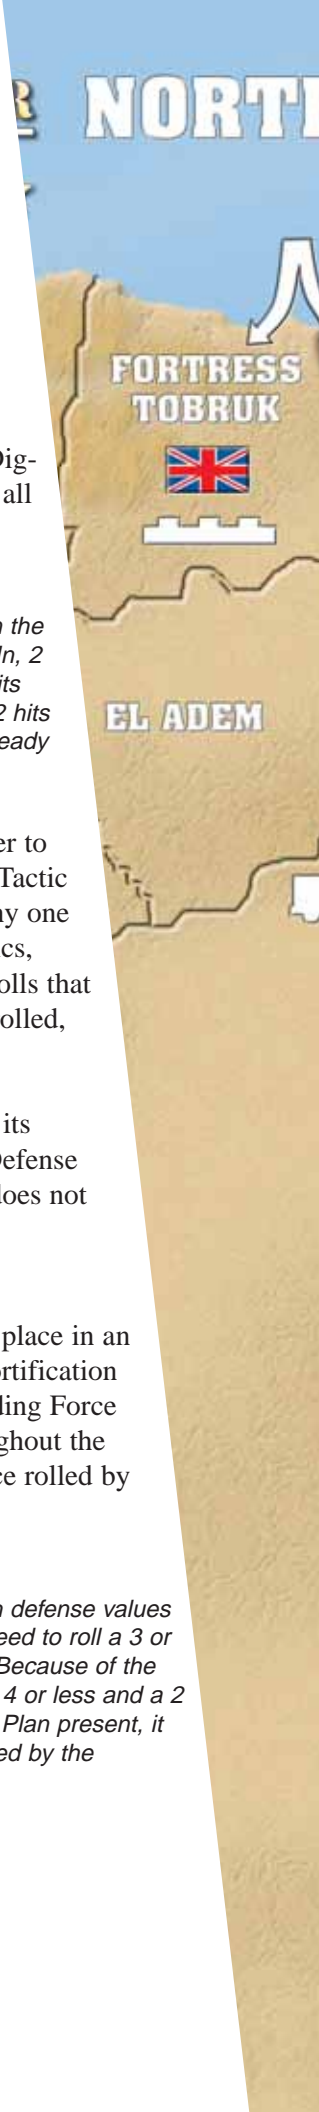 NORT
FORTRESS
TOBRUK
EL ADEM
Dig-
all
the
ln, 2
its
2 hits
eady
er to
Tactic
ny one
ics,
olls that
olled,
its
Defense
does not
place in an
ortification
ding Force
ghout the
ce rolled by
defense values
eed to roll a 3 or
Because of the
4 or less and a 2
Plan present, it
ed by the